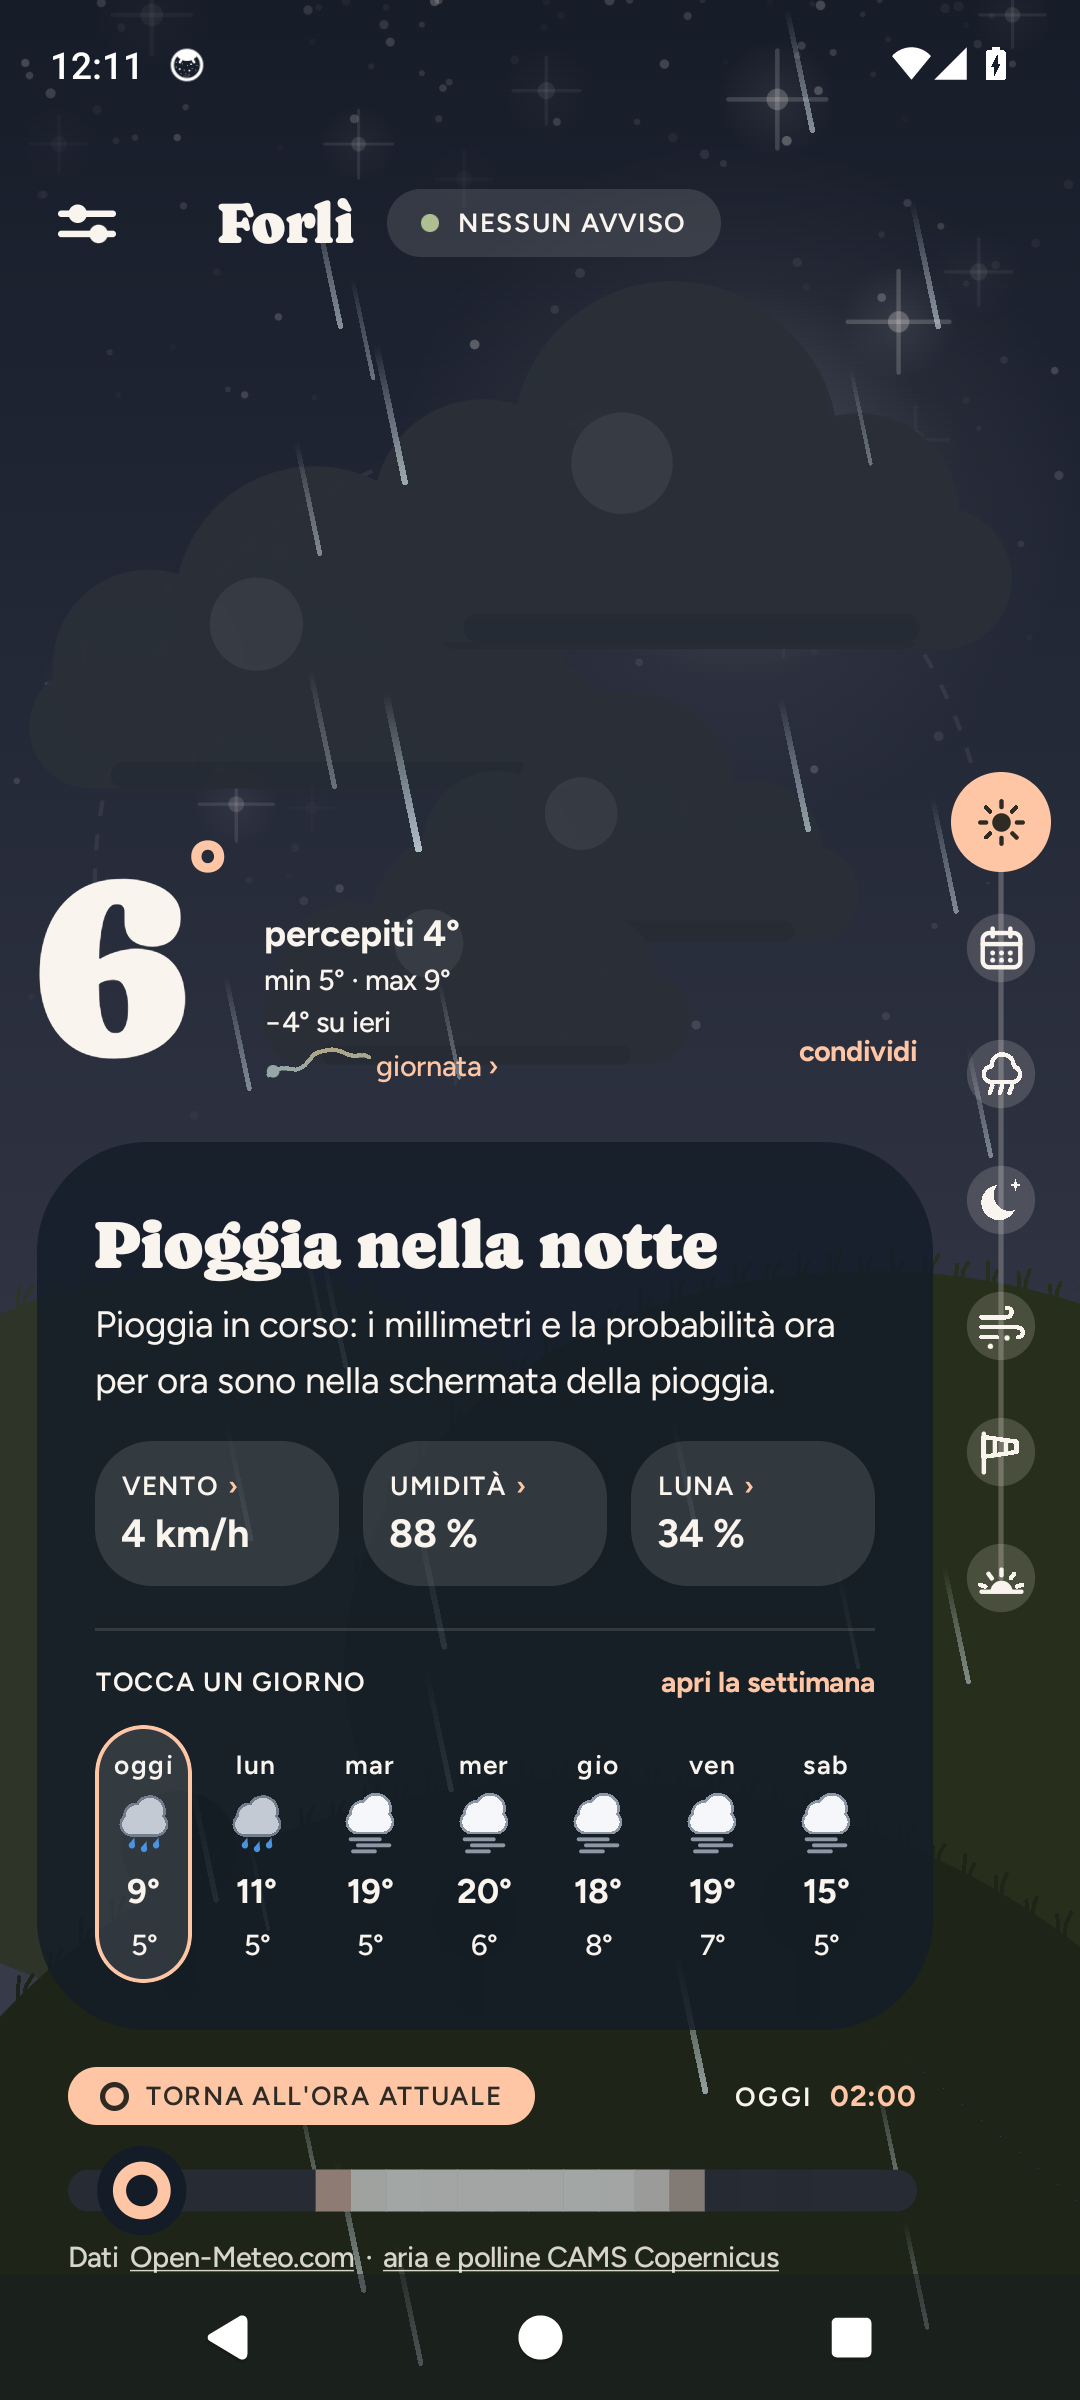 12:11
Forlì
NESSUN AVVISO
6°
percepiti 4°
min 5° · max 9°
−4° su ieri
giornata ›
condividi
Pioggia nella notte
Pioggia in corso: i millimetri e la probabilità ora
per ora sono nella schermata della pioggia.
VENTO › UMIDITÀ › LUNA ›
4 km/h 88 % 34 %
TOCCA UN GIORNO apri la settimana
oggi lun mar mer gio ven sab
9° 11° 19° 20° 18° 19° 15°
5° 5° 5° 6° 8° 7° 5°
TORNA ALL'ORA ATTUALE OGGI 02:00
Dati Open-Meteo.com · aria e polline CAMS Copernicus